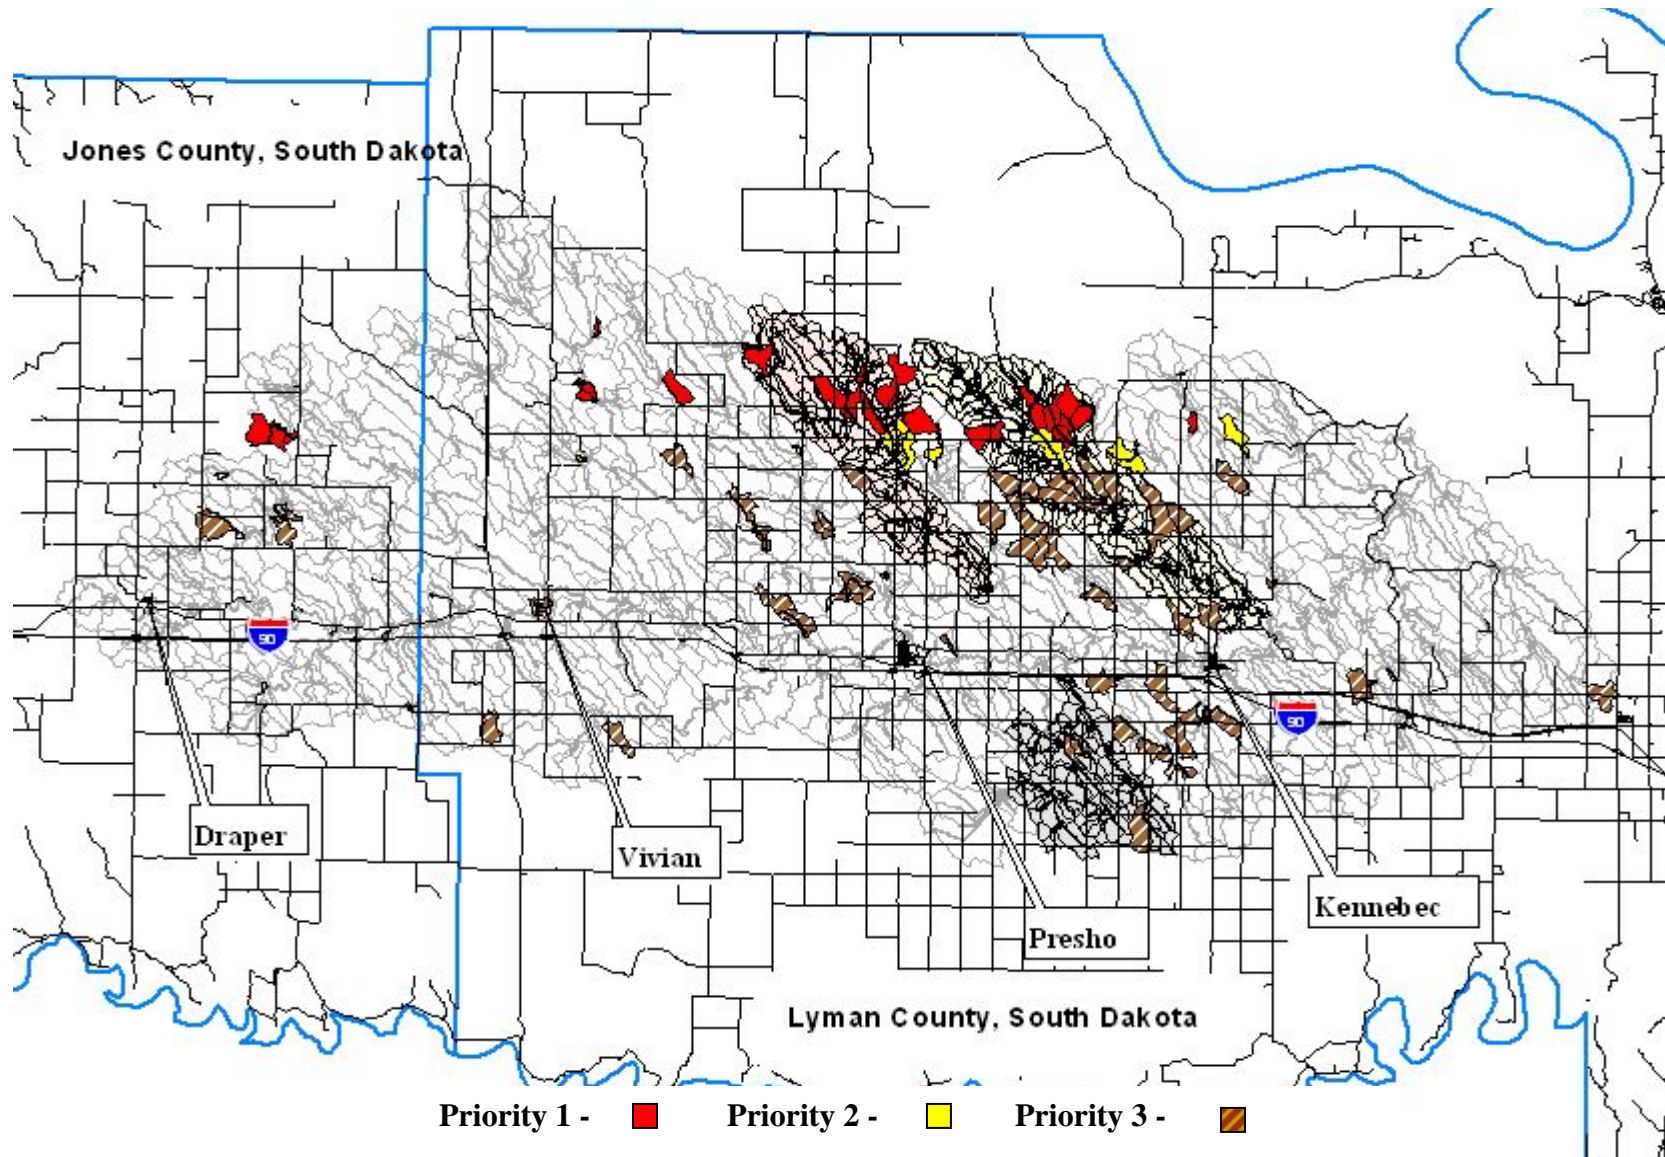 Jones County, South Dakota
90
90
Draper
Vivian
Kennebec
Presho
Lyman County, South Dakota
Priority 1 - Priority 2 - Priority 3 -